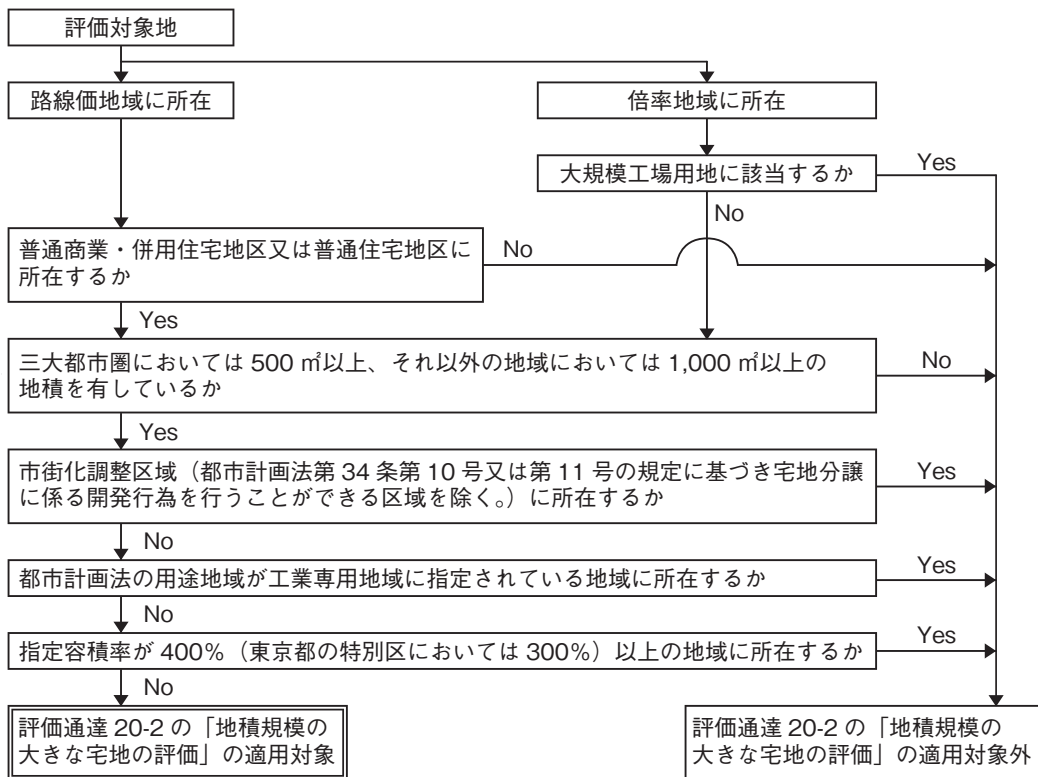 評価対象地
路線価地域に所在
倍率地域に所在
大規模工場用地に該当するか
Yes
No
普通商業・併用住宅地区又は普通住宅地区に
所在するか
No
Yes
三大都市圏においては 500 ㎡以上、それ以外の地域においては 1,000 ㎡以上の
地積を有しているか
No
Yes
市街化調整区域（都市計画法第 34 条第 10 号又は第 11 号の規定に基づき宅地分譲
に係る開発行為を行うことができる区域を除く。）に所在するか
Yes
No
都市計画法の用途地域が工業専用地域に指定されている地域に所在するか
Yes
No
指定容積率が 400%（東京都の特別区においては 300%）以上の地域に所在するか
Yes
No
評価通達 20-2 の「地積規模の
大きな宅地の評価」の適用対象
評価通達 20-2 の「地積規模の
大きな宅地の評価」の適用対象外